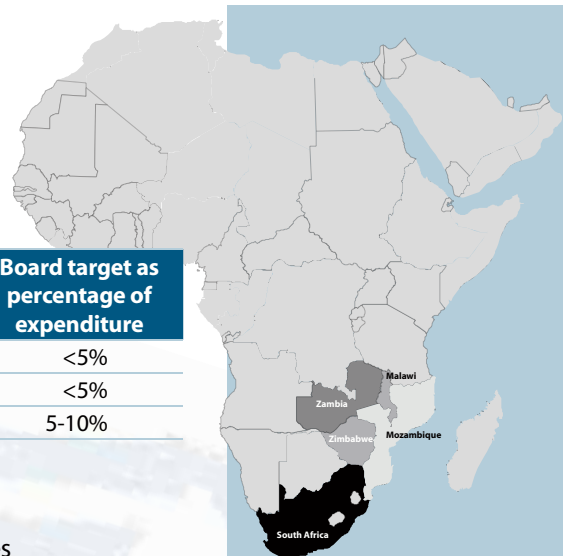 Board target as
percentage of
expenditure
<5%
<5%
5-10%
Malawi
Zambia
Zimbabwe
Mozambique
South Africa